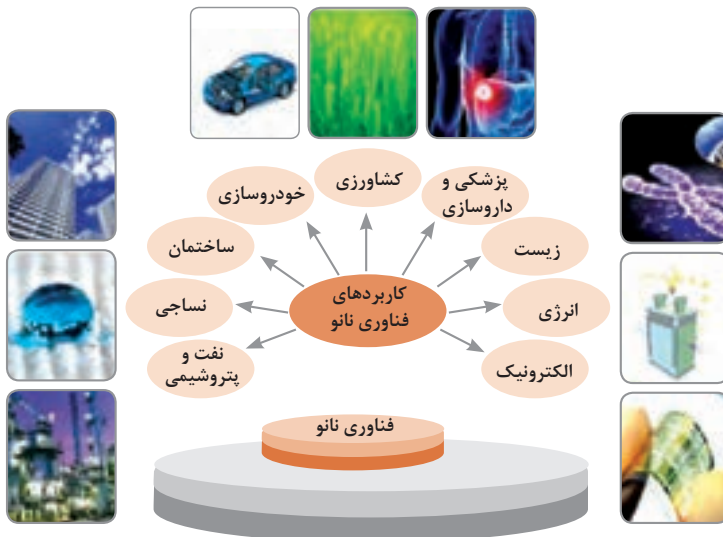 کشاورزی
پزشکی و
داروسازی
خودروسازی
زیست
ساختمان
کاربردهای
فناوری نانو
انرژی
نساجی
الکترونیک
نفت و
پتروشیمی
فناوری نانو